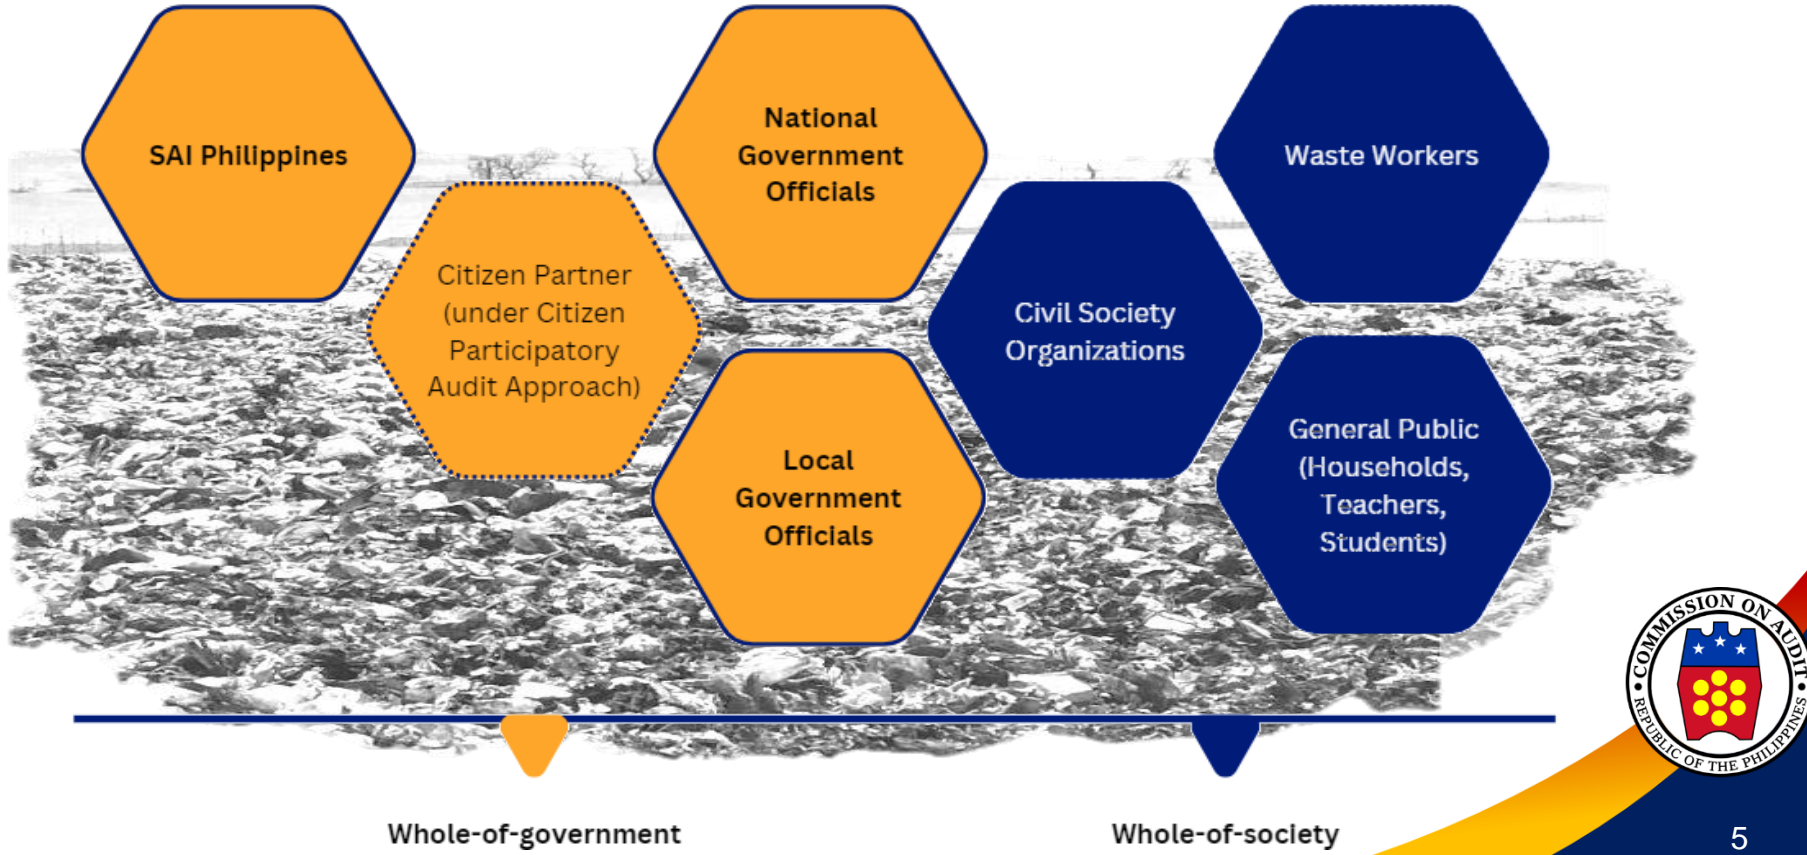 SAI Philippines
Citizen Partner
(under Citizen
Participatory
Audit Approach)
National
Government
Officials
Local
Government
Officials
Civil Society
Organizations
Waste Workers
General Public
(Households,
Teachers,
Students)
Whole-of-government
Whole-of-society
COMMISSION ON AUDIT
REPUBLIC OF THE PHILIPPINES
5